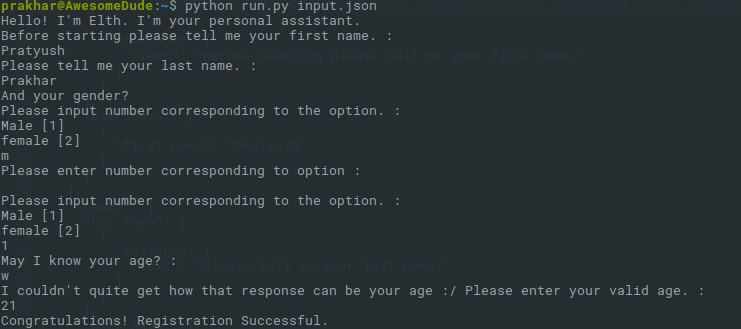 prakhar@AwesomeDude:~$ python run.py input.json
Hello! I'm Elth. I'm your personal assistant.
Before starting please tell me your first name. :
Pratyush
Please tell me your last name. :
Prakhar
And your gender?
Please input number corresponding to the option. :
Male [1]
female [2]
m
Please enter number corresponding to option :
Please input number corresponding to the option. :
Male [1]
female [2]
1
May I know your age? :
w
I couldn't quite get how that response can be your age :/ Please enter your valid age. :
21
Congratulations! Registration Successful.